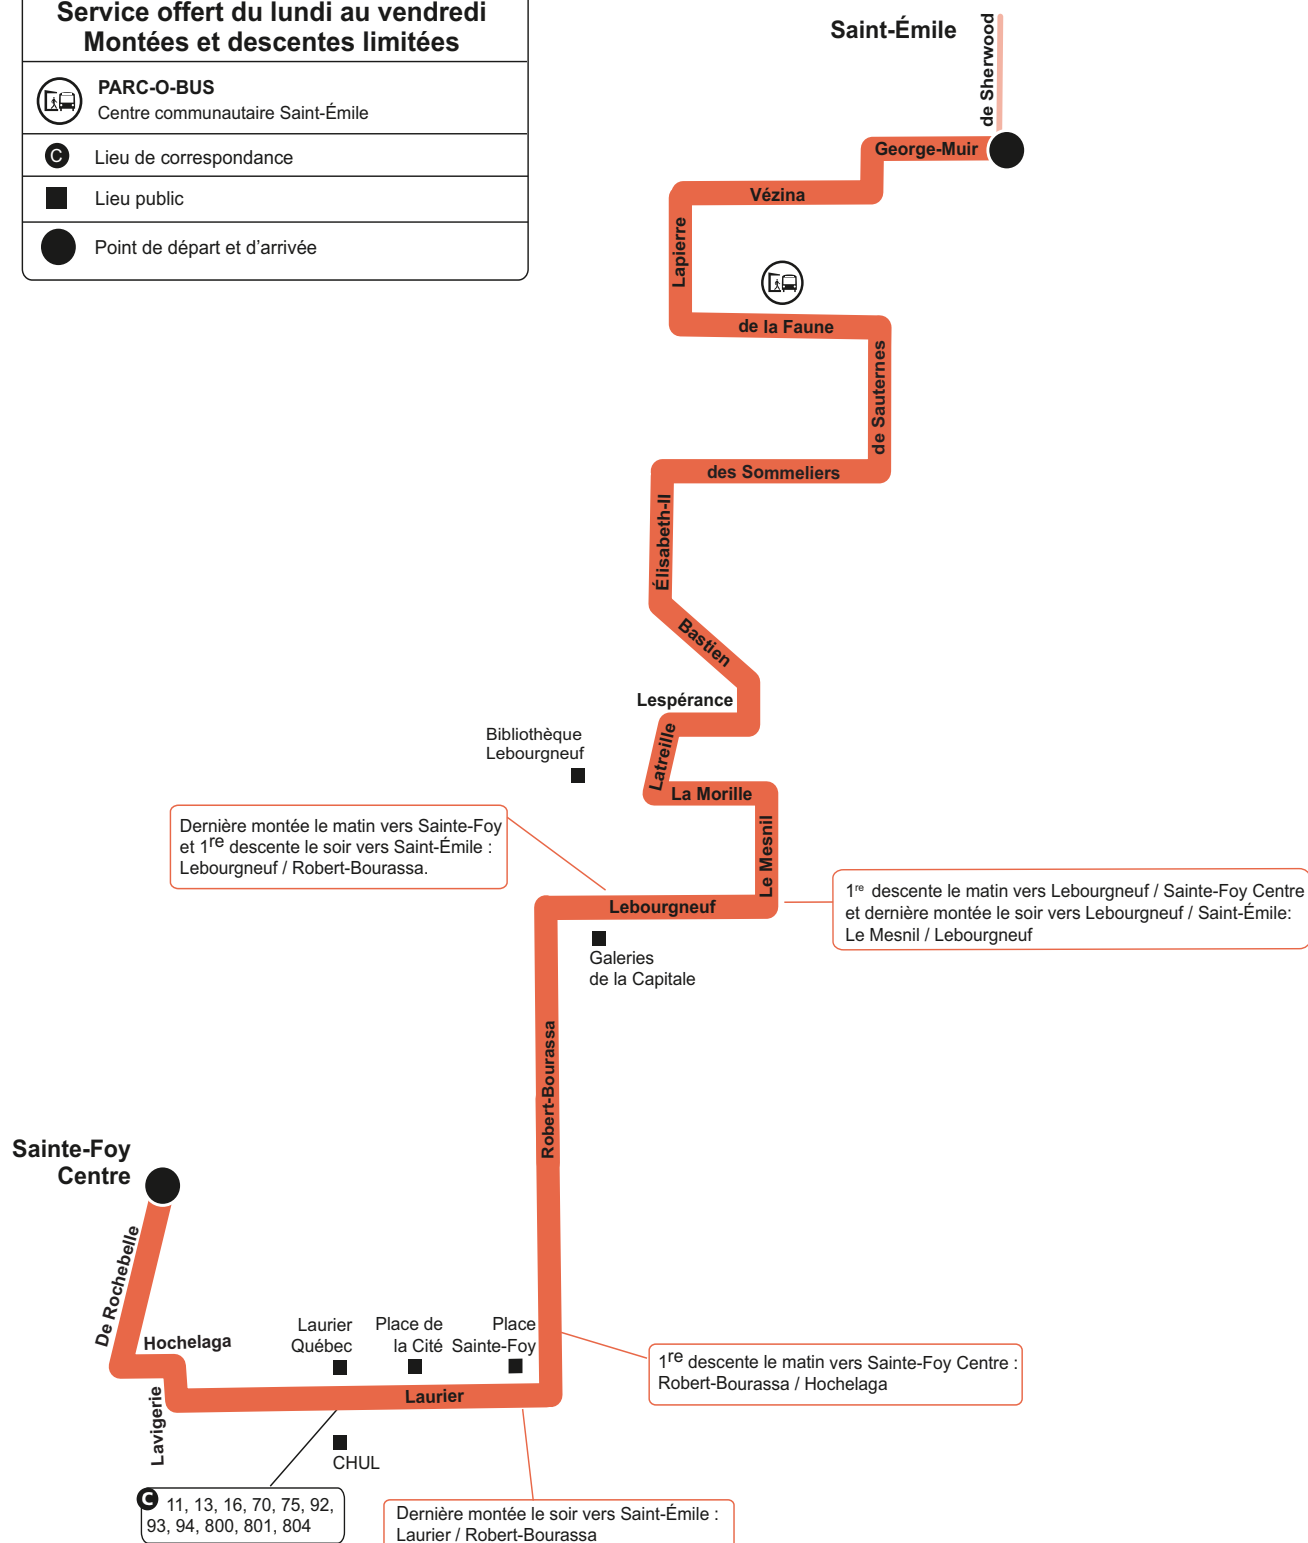 Service offert du lundi au vendredi
Montées et descentes limitées
PARC-O-BUS
Centre communautaire Saint-Émile
C Lieu de correspondance
Lieu public
Point de départ et d’arrivée
Saint-Émile
de Sherwood
George-Muir
Vézina
Lapierre
de la Faune
de Sauternes
des Sommeliers
Élisabeth-II
Bastien
Lespérance
Latreille
Bibliothèque
Lebourgneuf
La Morille
Le Mesnil
Dernière montée le matin vers Sainte-Foy
et 1re descente le soir vers Saint-Émile :
Lebourgneuf / Robert-Bourassa.
Lebourgneuf
1re descente le matin vers Lebourgneuf / Sainte-Foy Centre
et dernière montée le soir vers Lebourgneuf / Saint-Émile:
Le Mesnil / Lebourgneuf
Galeries
de la Capitale
Robert-Bourassa
Sainte-Foy
Centre
De Rochebelle
Hochelaga
Lavigerie
Laurier
Québec
Place de
la Cité
Place
Sainte-Foy
Laurier
1re descente le matin vers Sainte-Foy Centre :
Robert-Bourassa / Hochelaga
CHUL
C 11, 13, 16, 70, 75, 92,
93, 94, 800, 801, 804
Dernière montée le soir vers Saint-Émile :
Laurier / Robert-Bourassa